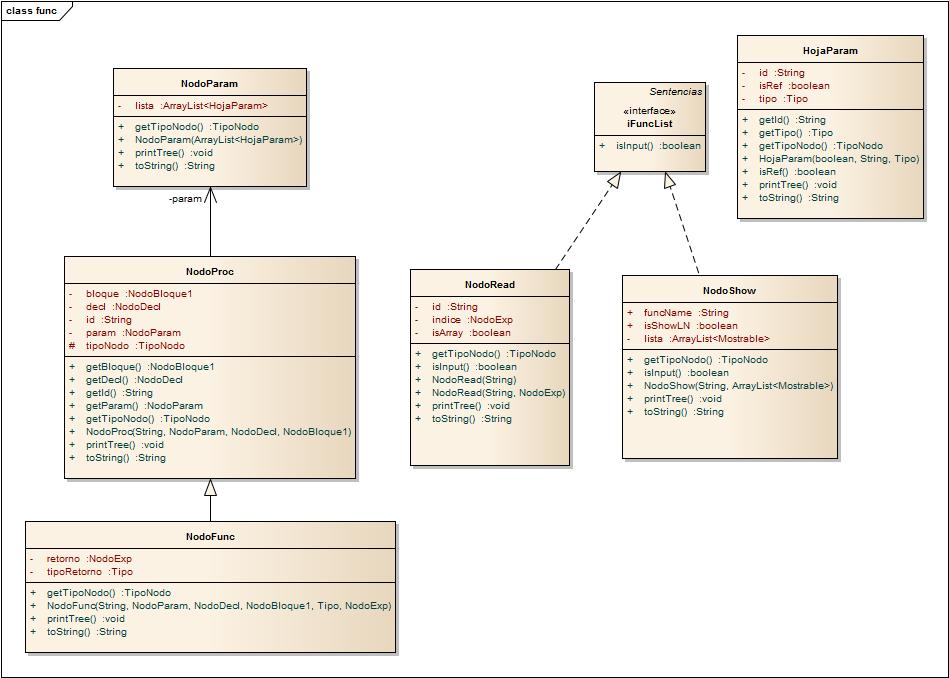 class func
NodoParam
- lista :ArrayList<HojaParam>
+ getTipoNodo() :TipoNodo
+ NodoParam(ArrayList<HojaParam>)
+ printTree() :void
+ toString() :String
-param
NodoProc
- bloque :NodoBloque1
- decl :NodoDecl
- id :String
- param :NodoParam
# tipoNodo :TipoNodo
+ getBloque() :NodoBloque1
+ getDecl() :NodoDecl
+ getId() :String
+ getParam() :NodoParam
+ getTipoNodo() :TipoNodo
+ NodoProc(String, NodoParam, NodoDecl, NodoBloque1)
+ printTree() :void
+ toString() :String
NodoFunc
- retorno :NodoExp
- tipoRetorno :Tipo
+ getTipoNodo() :TipoNodo
+ NodoFunc(String, NodoParam, NodoDecl, NodoBloque1, Tipo, NodoExp)
+ printTree() :void
+ toString() :String
Sentencias
«interface»
iFuncList
+ isInput() :boolean
NodoRead
- id :String
- indice :NodoExp
- isArray :boolean
+ getTipoNodo() :TipoNodo
+ isInput() :boolean
+ NodoRead(String)
+ NodoRead(String, NodoExp)
+ printTree() :void
+ toString() :String
NodoShow
+ funcName :String
+ isShowLN :boolean
- lista :ArrayList<Mostrable>
+ getTipoNodo() :TipoNodo
+ isInput() :boolean
+ NodoShow(String, ArrayList<Mostrable>)
+ printTree() :void
+ toString() :String
HojaParam
- id :String
- isRef :boolean
- tipo :Tipo
+ getId() :String
+ getTipo() :Tipo
+ getTipoNodo() :TipoNodo
+ HojaParam(boolean, String, Tipo)
+ isRef() :boolean
+ printTree() :void
+ toString() :String